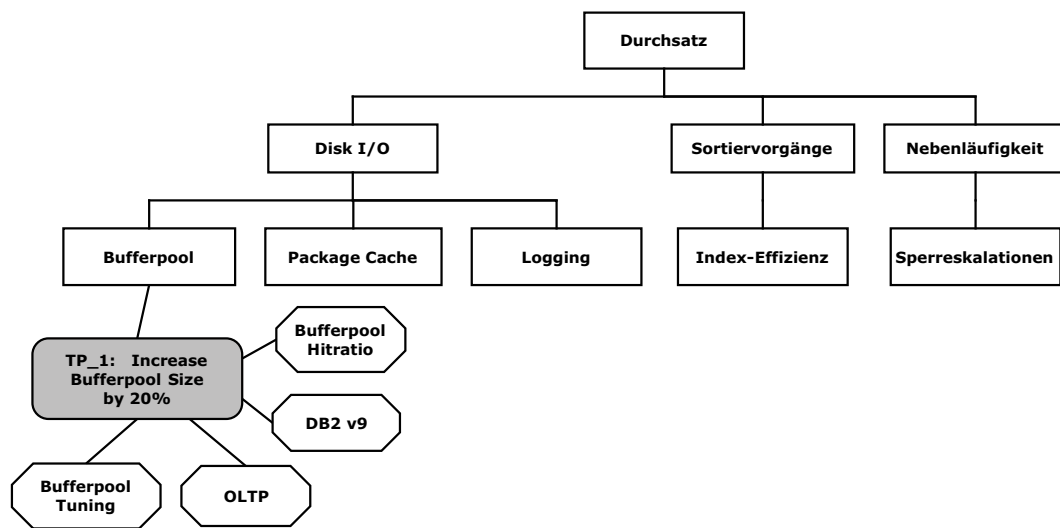 Durchsatz
Disk I/O
Sortiervorgänge
Nebenläufigkeit
Bufferpool
Package Cache
Logging
Index-Effizienz
Sperreskalationen
TP_1: Increase
Bufferpool Size
by 20%
Bufferpool
Hitratio
DB2 v9
Bufferpool
Tuning
OLTP